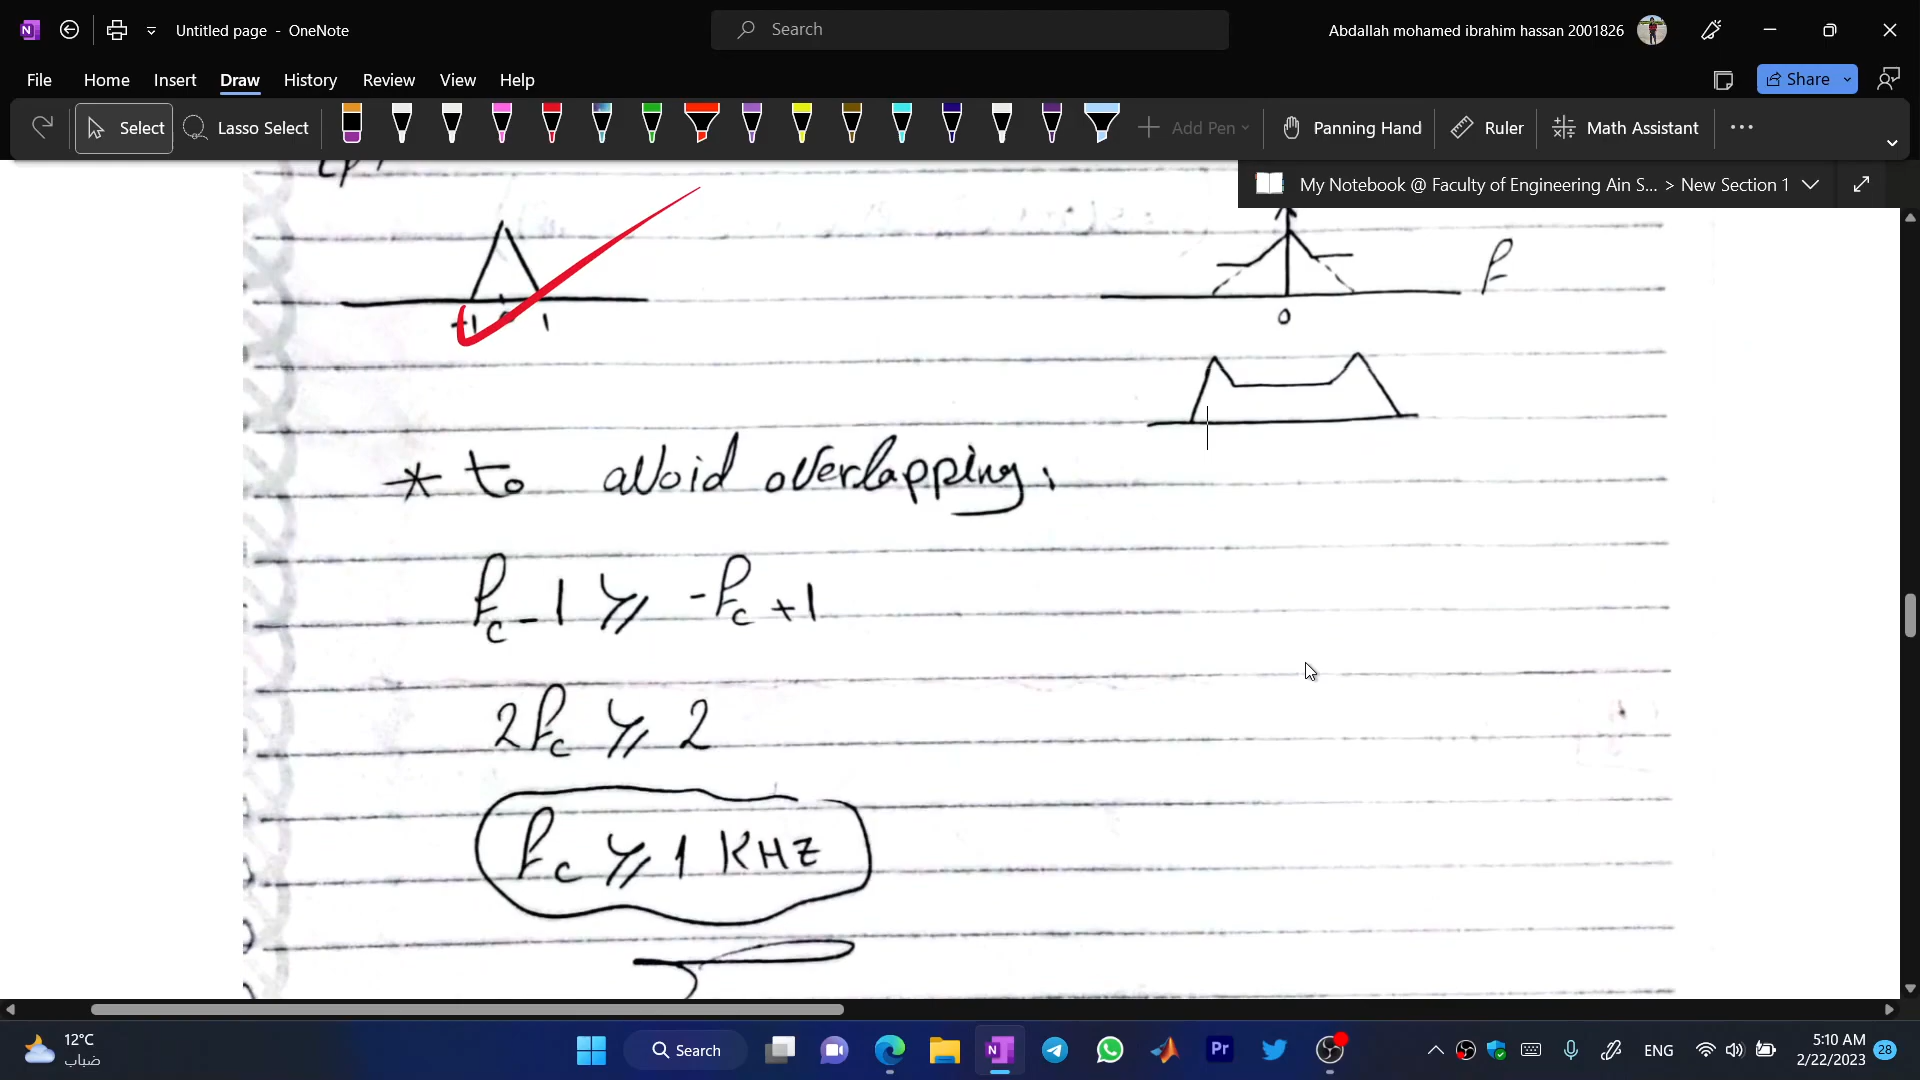 Untitled page - OneNote
Search
Abdallah mohamed ibrahim hassan 2001826
File Home Insert Draw History Review View Help
Share
Select
Lasso Select
Add Pen
Panning Hand
Ruler
Math Assistant
My Notebook @ Faculty of Engineering Ain S... > New Section 1
-1 0 1
0
f
* to avoid overlapping.
fc - 1 ≥ -fc + 1
2fc ≥ 2
fc ≥ 1 KHZ
12°C
ضباب
Search
Pr
ENG
5:10 AM
2/22/2023
28